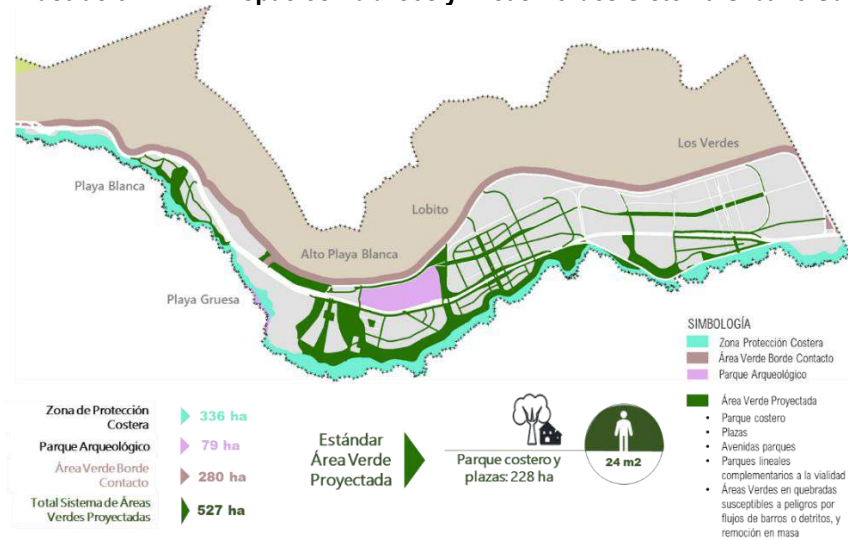 Los Verdes
Playa Blanca
Lobito
Alto Playa Blanca
Playa Gruesa
SIMBOLOGÍA
Zona Protección Costera
Área Verde Borde Contacto
Parque Arqueológico
Área Verde Proyectada
• Parque costero
• Plazas
• Avenidas parques
• Parques lineales
complementarios a la vialidad
• Áreas Verdes en quebradas
susceptibles a peligros por
flujos de barros o detritos, y
remoción en masa
Zona de Protección
Costera
336 ha
Parque Arqueológico
79 ha
Área Verde Borde
Contacto
280 ha
Total Sistema de Áreas
Verdes Proyectadas
527 ha
Estándar
Área Verde
Proyectada
Parque costero y
plazas: 228 ha
24 m2